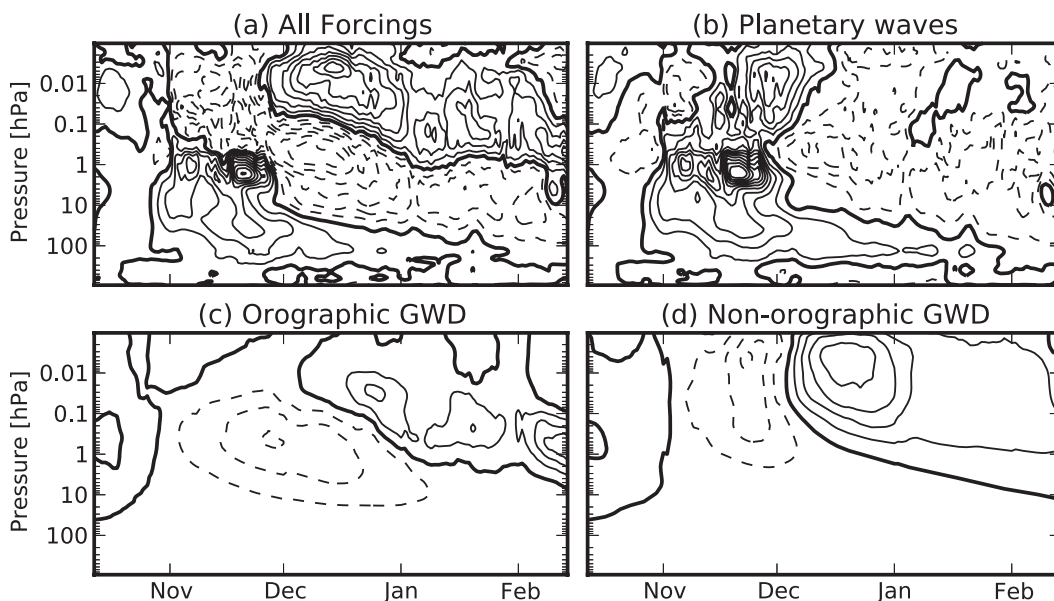 (a) All Forcings
(b) Planetary waves
Pressure [hPa]
0.01
0.1
1
10
100
(c) Orographic GWD
(d) Non-orographic GWD
Pressure [hPa]
0.01
0.1
1
10
100
Nov Dec Jan Feb
Nov Dec Jan Feb